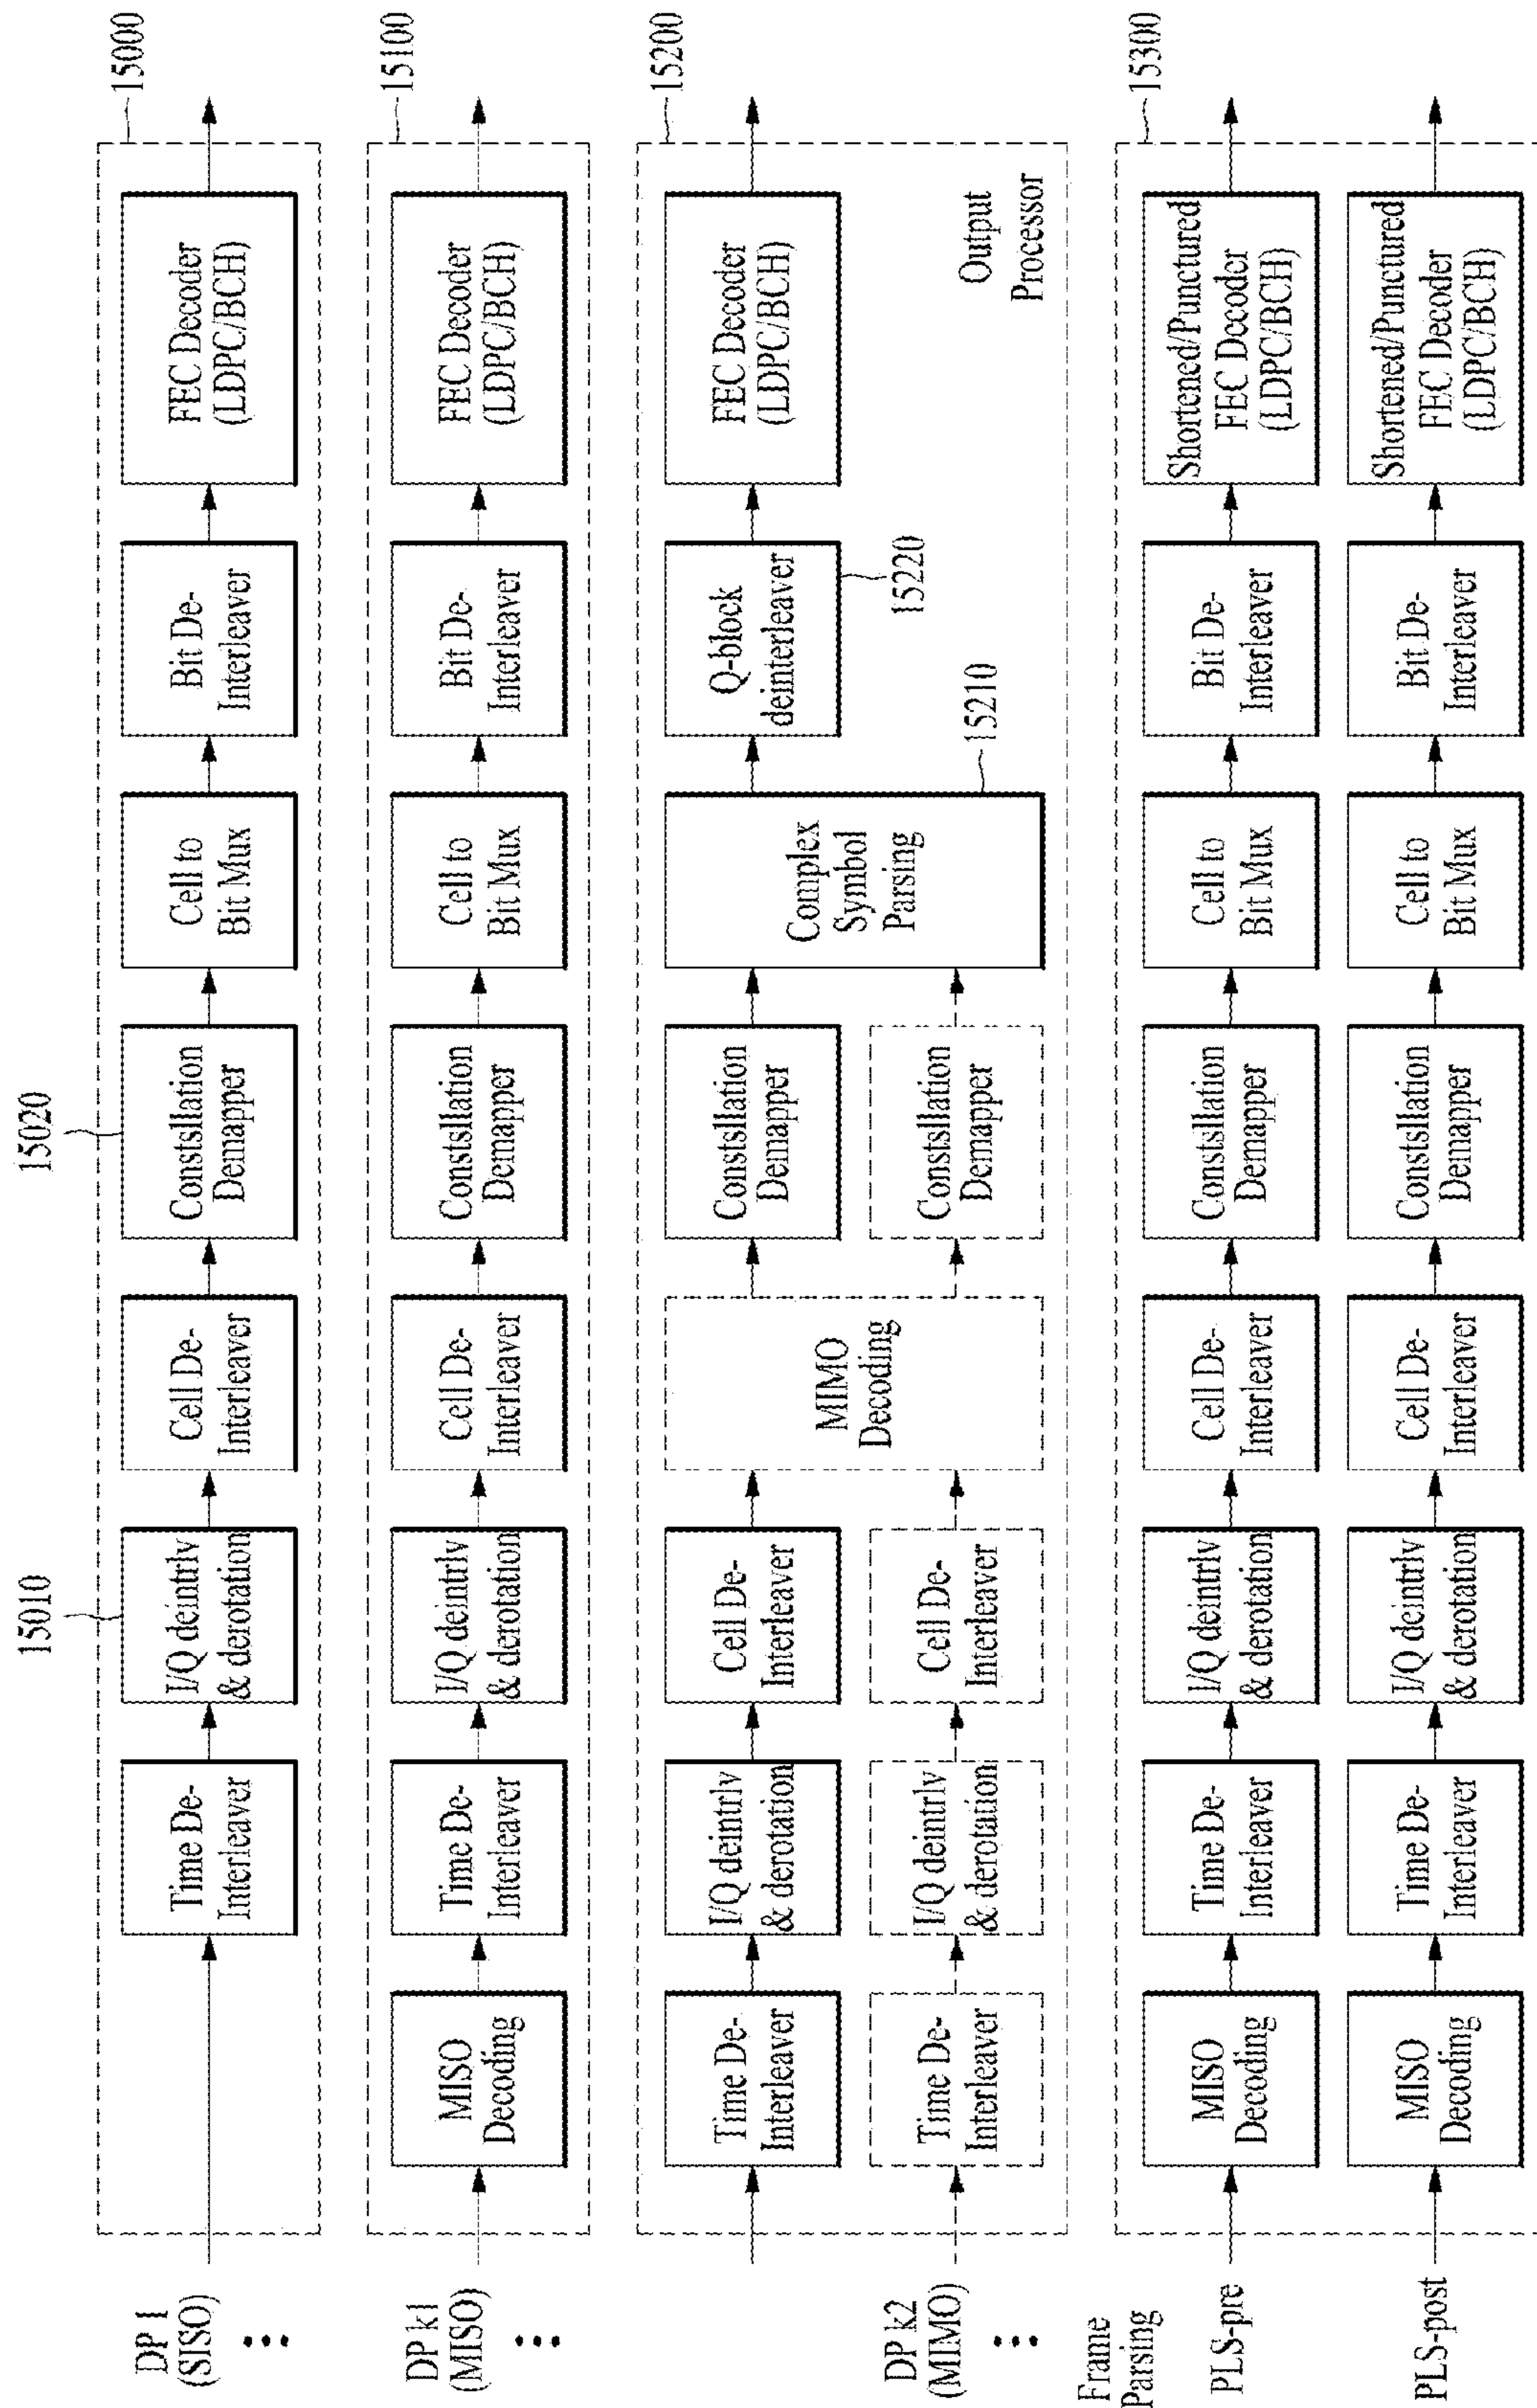 15000
DP 1
(SISO)
Time De-
Interleaver
15010
I/Q deintrlv
& derotation
Cell De-
Interleaver
15020
Constsllation
Demapper
Cell to
Bit Mux
Bit De-
Interleaver
FEC Decoder
(LDPC/BCH)
15100
DP k1
(MISO)
MISO
Decoding
Time De-
Interleaver
I/Q deintrlv
& derotation
Cell De-
Interleaver
Constsllation
Demapper
Cell to
Bit Mux
Bit De-
Interleaver
FEC Decoder
(LDPC/BCH)
15200
DP k2
(MIMO)
Time De-
Interleaver
I/Q deintrlv
& derotation
Cell De-
Interleaver
Time De-
Interleaver
I/Q deintrlv
& derotation
Cell De-
Interleaver
MIMO
Decoding
Constsllation
Demapper
Constsllation
Demapper
Complex
Symbol
Parsing
15210
Q-block
deinterleaver
15220
FEC Decoder
(LDPC/BCH)
Output
Processor
Frame
Parsing
15300
PLS-pre
MISO
Decoding
Time De-
Interleaver
I/Q deintrlv
& derotation
Cell De-
Interleaver
Constsllation
Demapper
Cell to
Bit Mux
Bit De-
Interleaver
Shortened/Punctured
FEC Decoder
(LDPC/BCH)
PLS-post
MISO
Decoding
Time De-
Interleaver
I/Q deintrlv
& derotation
Cell De-
Interleaver
Constsllation
Demapper
Cell to
Bit Mux
Bit De-
Interleaver
Shortened/Punctured
FEC Decoder
(LDPC/BCH)